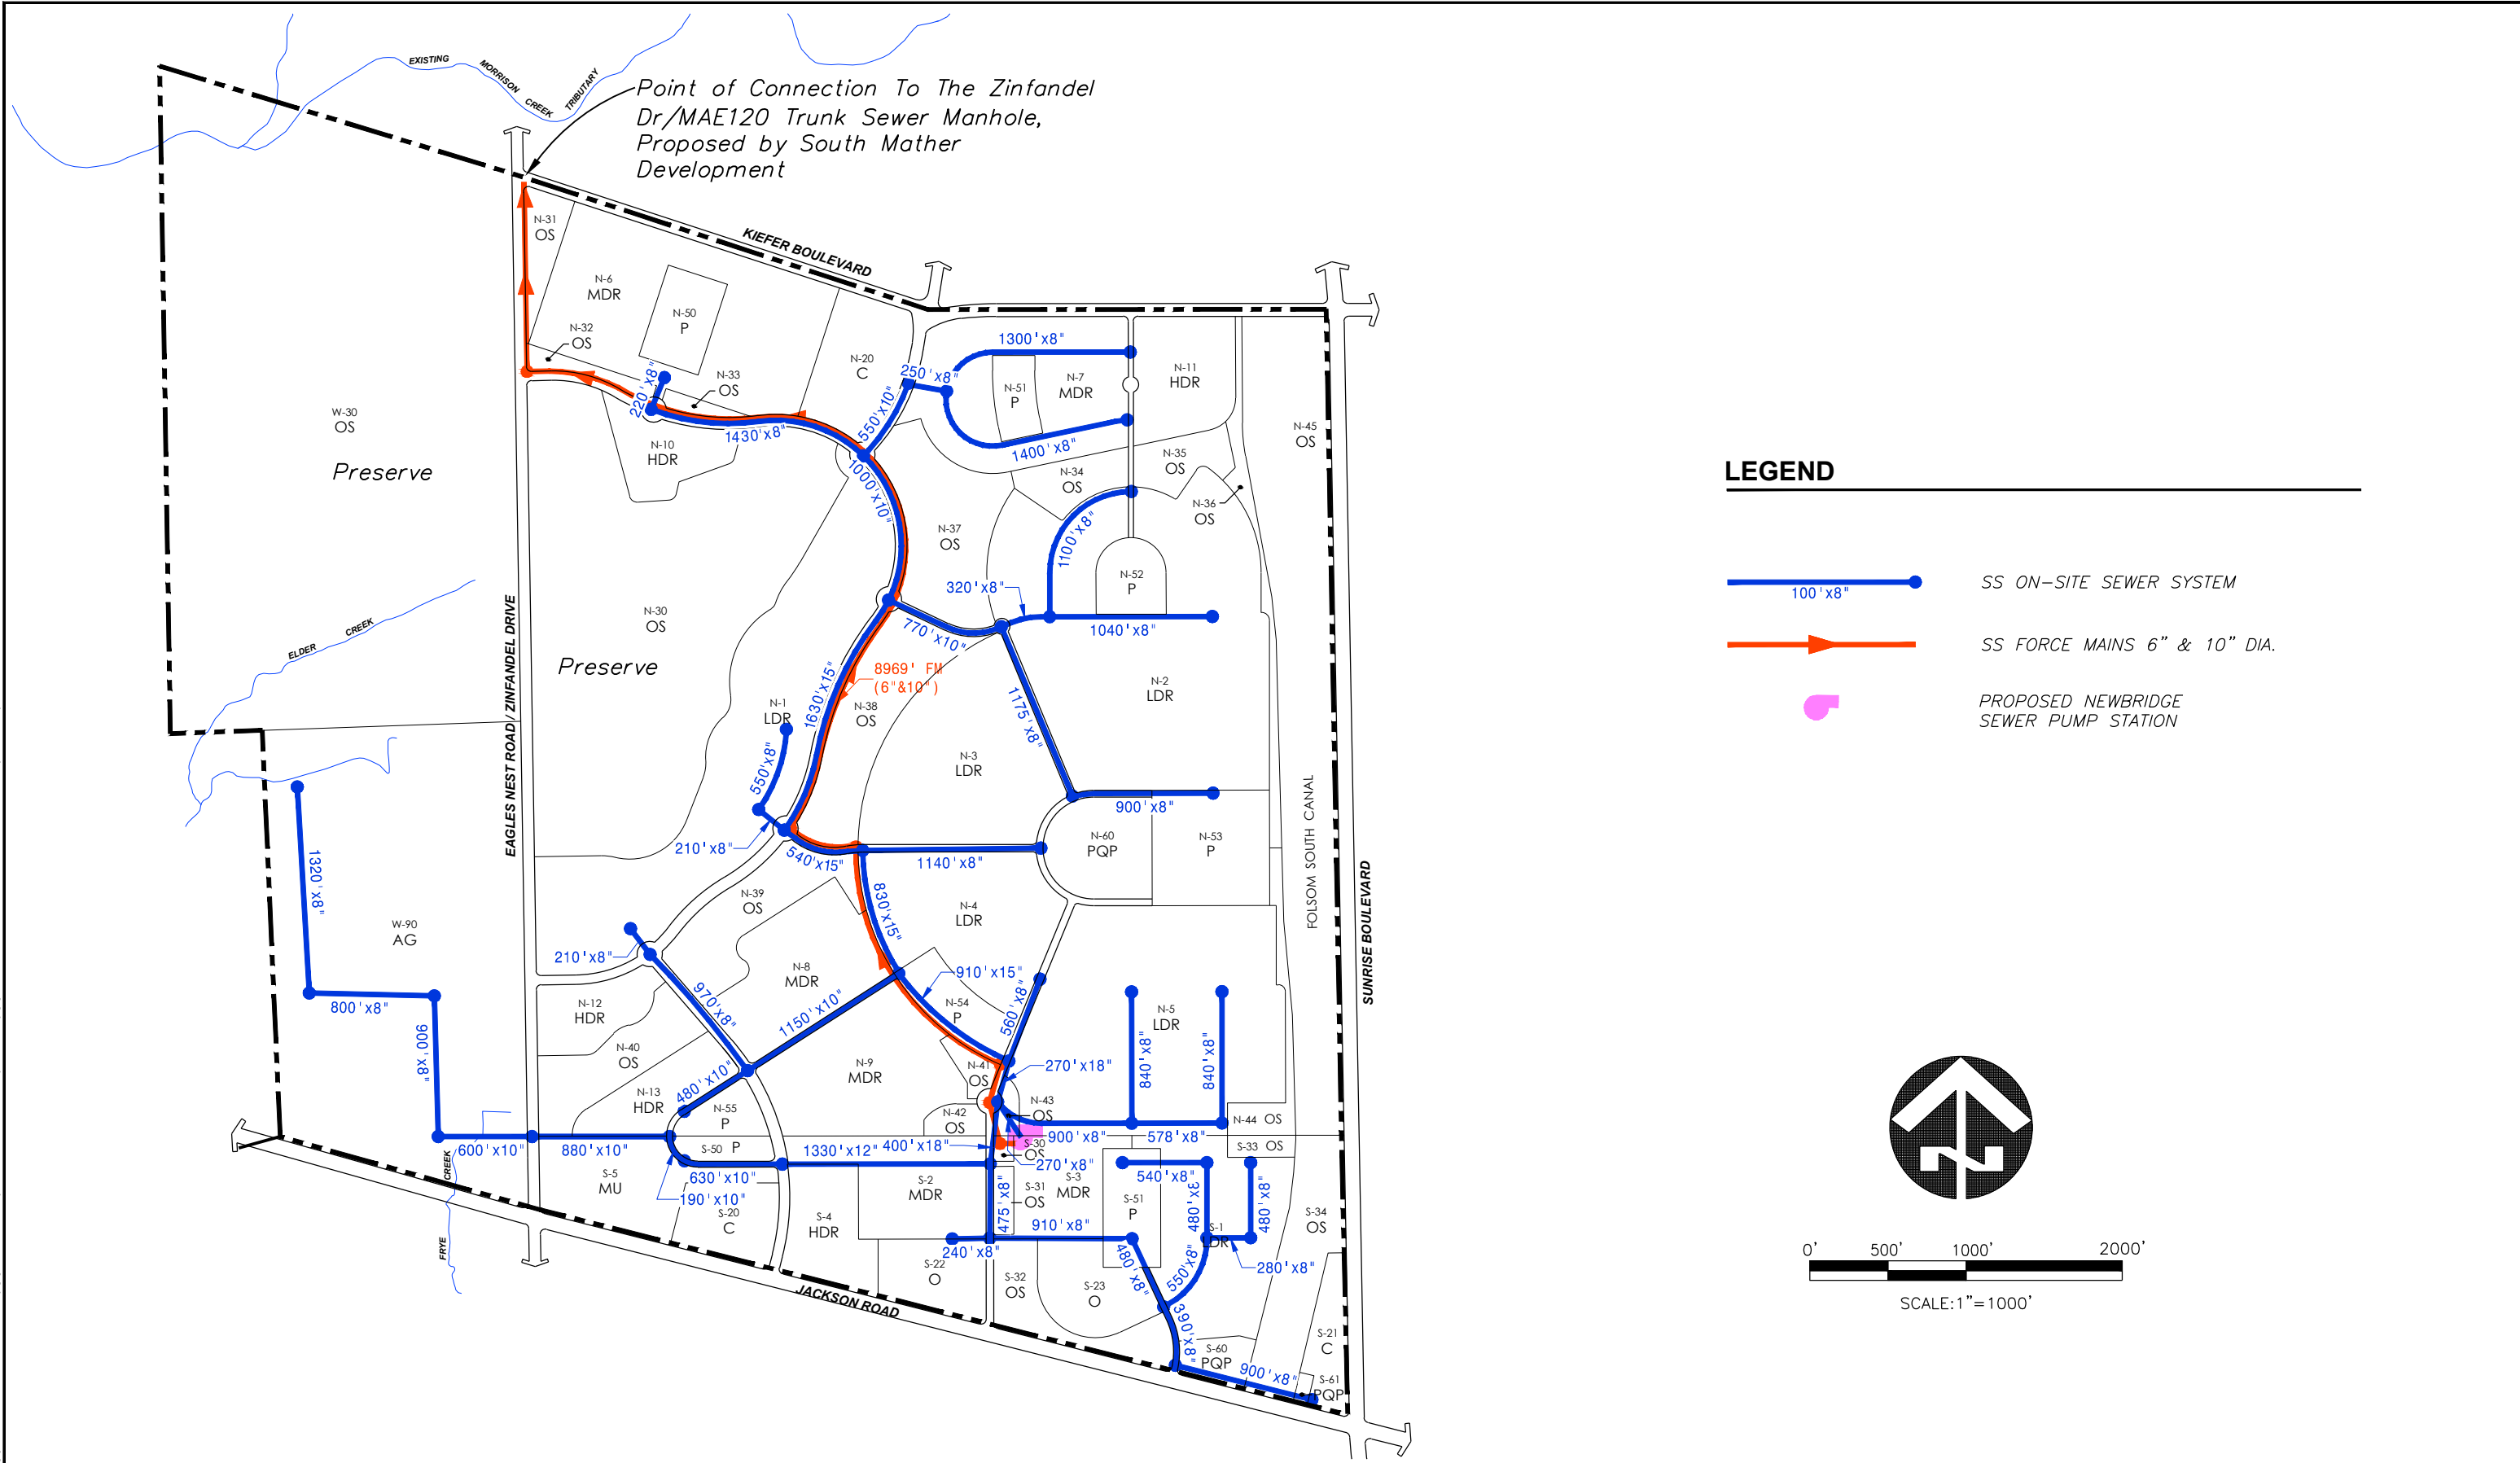 EXISTING
MORRISON
CREEK
TRIBUTARY
Point of Connection To The Zinfandel
Dr/MAE120 Trunk Sewer Manhole,
Proposed by South Mather
Development
N-31
OS
KIEFER BOULEVARD
N-6
MDR
N-50
P
N-32
OS
N-33
OS
N-20
C
220'x8"
1430'x8"
N-10
HDR
550'x10"
250'x8"
1300'x8"
N-51
P
N-7
MDR
N-11
HDR
1400'x8"
W-30
OS
Preserve
N-45
OS
N-34
OS
N-35
OS
N-36
OS
1000'x10"
N-37
OS
1100'x8"
N-52
P
320'x8"
770'x10"
1040'x8"
LEGEND
100'x8"
SS ON-SITE SEWER SYSTEM
SS FORCE MAINS 6" & 10" DIA.
PROPOSED NEWBRIDGE
SEWER PUMP STATION
ELDER
CREEK
EAGLES NEST ROAD / ZINFANDEL DRIVE
N-30
OS
Preserve
8969' FM
(6"&10")
1630'x15"
N-38
OS
N-1
LDR
550'x8"
210'x8"
540'x15"
1175'x8"
N-2
LDR
N-3
LDR
900'x8"
N-60
PQP
N-53
P
1140'x8"
FOLSOM SOUTH CANAL
SUNRISE BOULEVARD
1320'x8"
W-90
AG
800'x8"
900'x8"
N-39
OS
830'x15"
N-4
LDR
210'x8"
970'x8"
N-8
MDR
1150'x10"
910'x15"
N-54
P
560'x8"
N-12
HDR
N-40
OS
N-13
HDR
480'x10"
N-55
P
N-9
MDR
N-41
OS
270'x18"
N-5
LDR
840'x8"
840'x8"
N-42
OS
N-43
OS
N-44 OS
600'x10"
880'x10"
S-50 P
1330'x12"
400'x18"
S-30
OS
900'x8"
578'x8"
S-33 OS
270'x8"
S-5
MU
630'x10"
190'x10"
S-20
C
S-4
HDR
S-2
MDR
475'x8"
S-31
OS
S-3
MDR
540'x8"
S-51
P
480'x8"
480'x8"
S-1
LDR
S-34
OS
910'x8"
240'x8"
S-22
O
S-32
OS
S-23
O
480'x8"
550'x8"
280'x8"
390'x8"
S-60
PQP
900'x8"
S-21
C
S-61
PQP
CREEK
FRYE
JACKSON ROAD
0' 500' 1000' 2000'
SCALE:1"=1000'